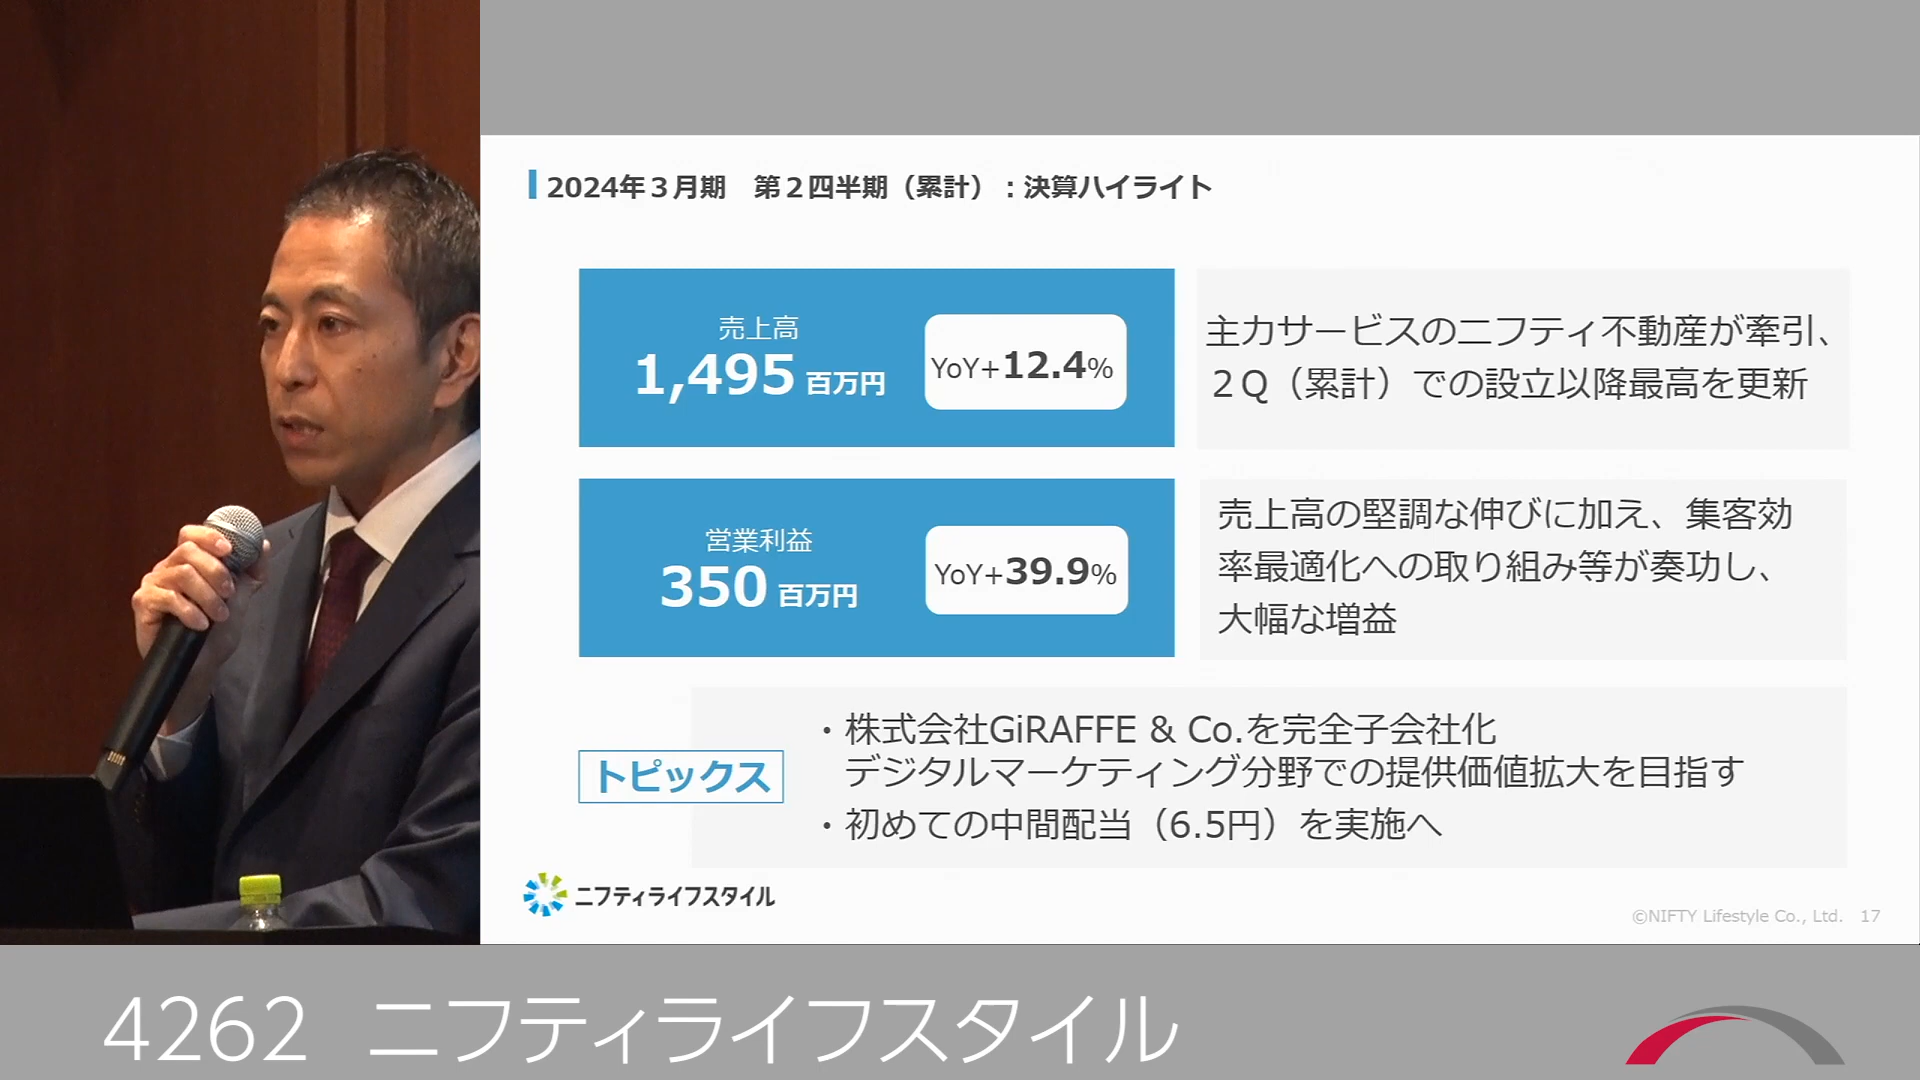 2024年３月期　第２四半期（累計）：決算ハイライト
売上高
1,495 百万円
YoY+12.4%
主力サービスのニフティ不動産が牽引、
２Q（累計）での設立以降最高を更新
営業利益
350 百万円
YoY+39.9%
売上高の堅調な伸びに加え、集客効
率最適化への取り組み等が奏功し、
大幅な増益
トピックス
・株式会社GiRAFFE & Co.を完全子会社化
デジタルマーケティング分野での提供価値拡大を目指す
・初めての中間配当（6.5円）を実施へ
ニフティライフスタイル
©NIFTY Lifestyle Co., Ltd. 17
4262 ニフティライフスタイル